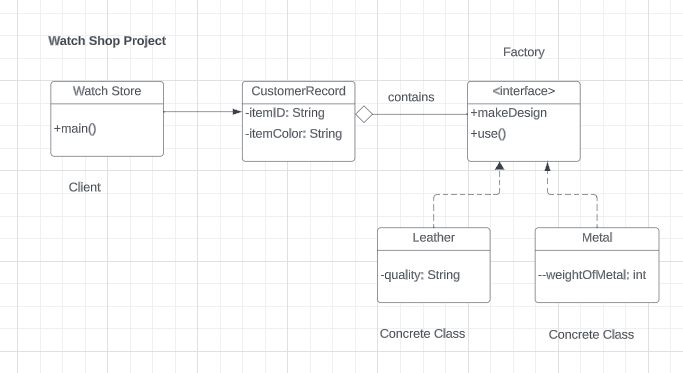 Watch Shop Project
Factory
Watch Store
+main()
Client
CustomerRecord
-itemID: String
-itemColor: String
contains
<interface>
+makeDesign
+use()
Leather
-quality: String
Concrete Class
Metal
--weightOfMetal: int
Concrete Class